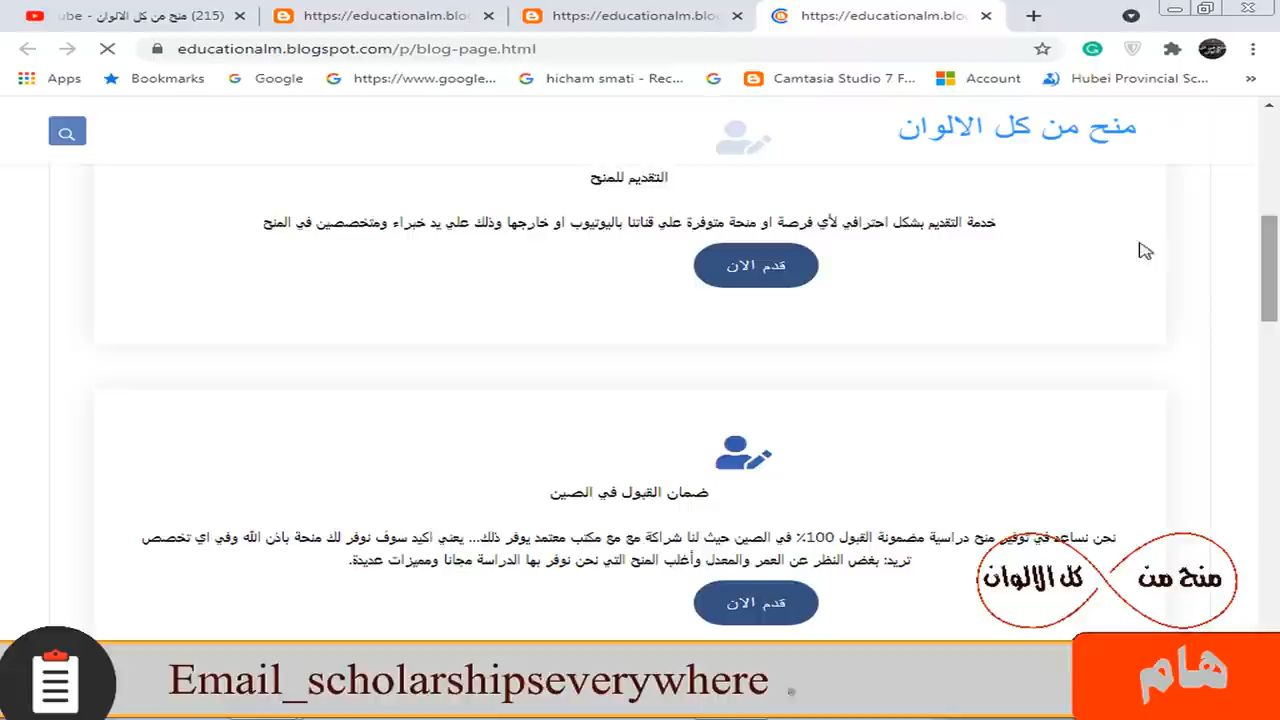 (215) منح من كل الالوان - ube
https://educationalm.blo
https://educationalm.blo
https://educationalm.blo
educationalm.blogspot.com/p/blog-page.html
Apps
Bookmarks
Google
https://www.google...
hicham smati - Rec...
Camtasia Studio 7 F...
Account
Hubei Provincial Sc...
»
منح من كل الالوان
التقديم للمنح
خدمة التقديم بشكل احترافي لأي فرصة او منحة متوفرة علي قناتنا باليوتيوب او خارجها وذلك علي يد خبراء ومتخصصين في المنح
قدم الان
ضمان القبول في الصين
نحن نساعد في توفير منح دراسية مضمونة القبول 100٪ في الصين حيث لنا شراكة مع مع مكتب معتمد يوفر ذلك... يعني اكيد سوف نوفر لك منحة باذن الله وفي اي تخصص
تريد: بغض النظر عن العمر والمعدل وأغلب المنح التي نحن نوفر بها الدراسة مجانا ومميزات عديدة.
قدم الان
منح من كل الالوان
Email_scholarshipseverywhere .
هام